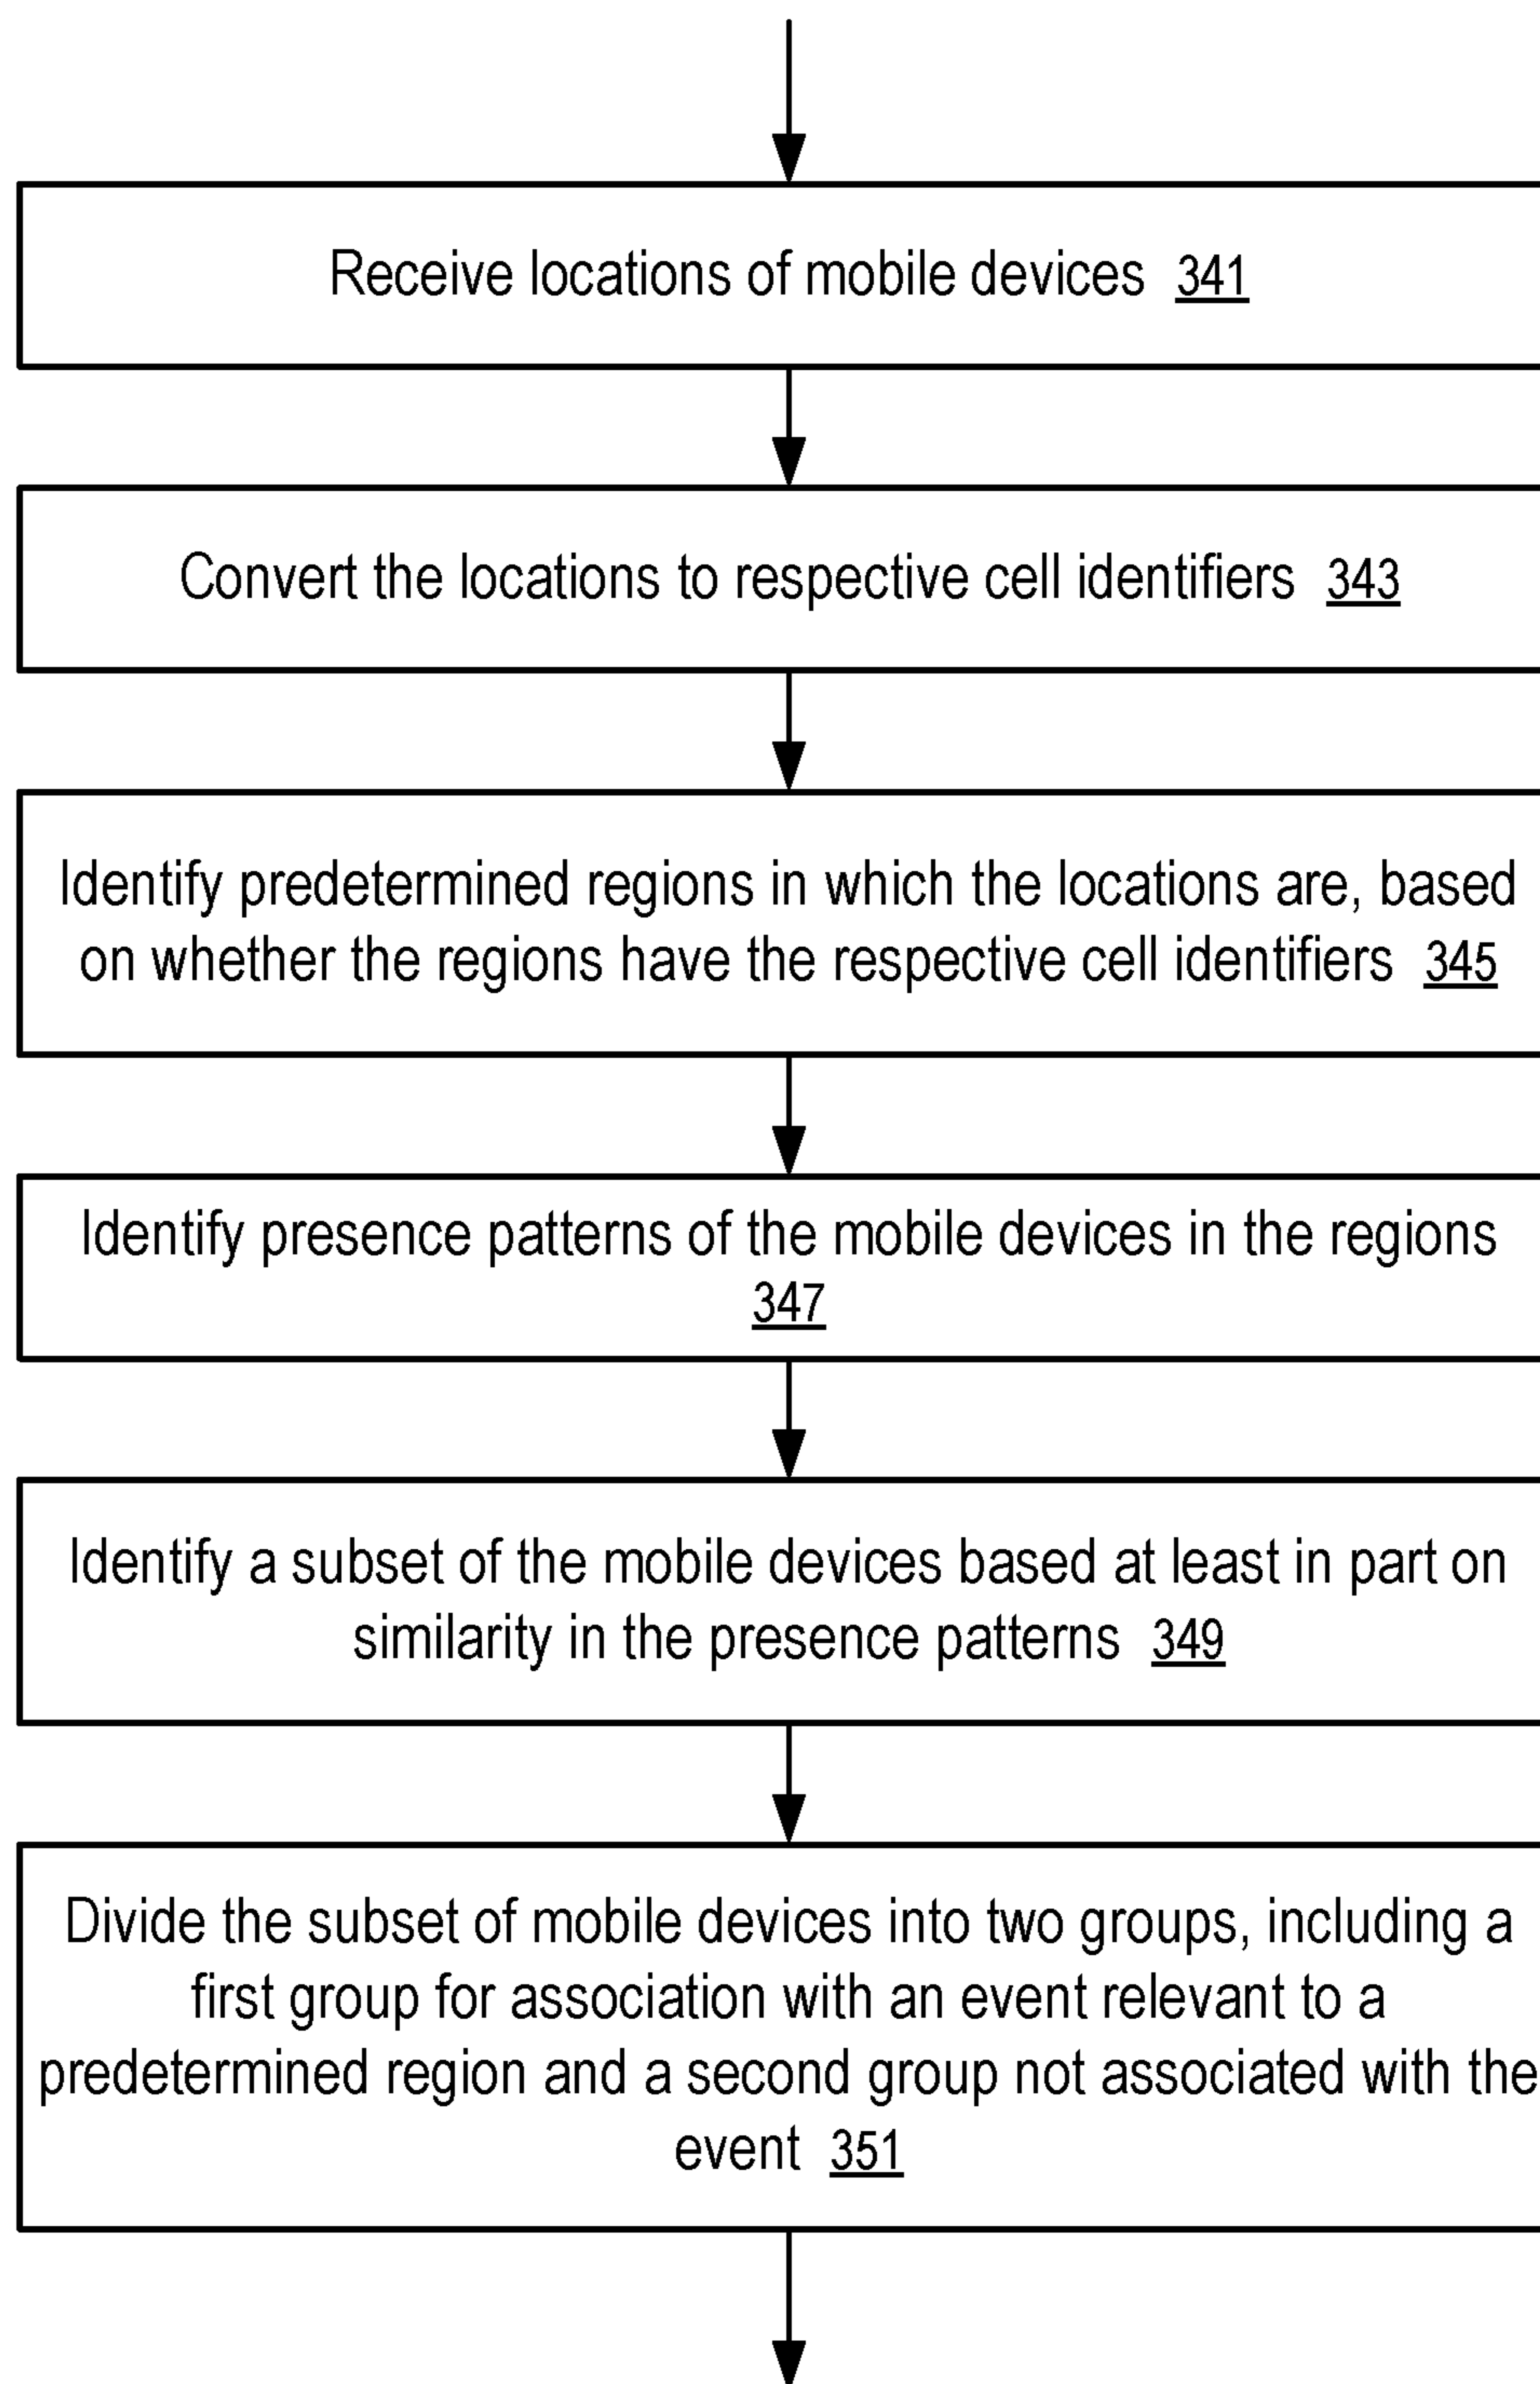 Receive locations of mobile devices 341
Convert the locations to respective cell identifiers 343
Identify predetermined regions in which the locations are, based
on whether the regions have the respective cell identifiers 345
Identify presence patterns of the mobile devices in the regions
347
Identify a subset of the mobile devices based at least in part on
similarity in the presence patterns 349
Divide the subset of mobile devices into two groups, including a
first group for association with an event relevant to a
predetermined region and a second group not associated with the
event 351